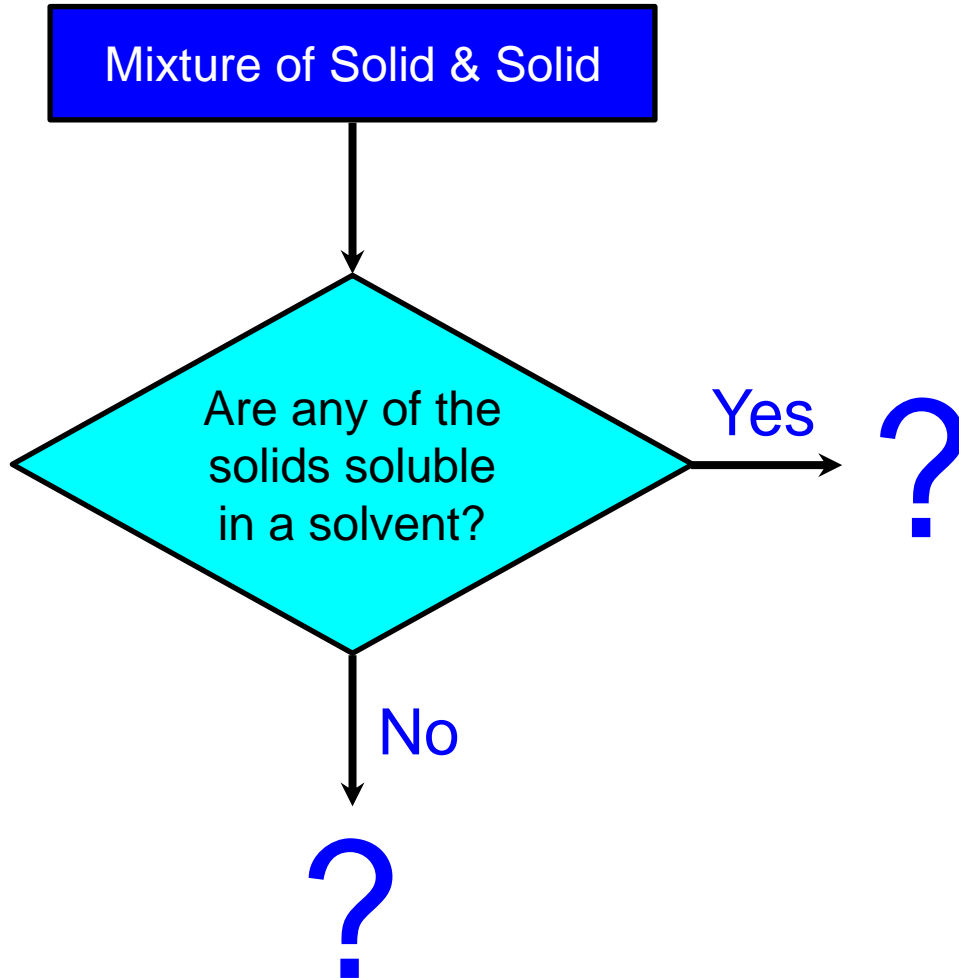 Mixture of Solid & Solid
Are any of the
solids soluble
in a solvent?
Yes
?
No
?